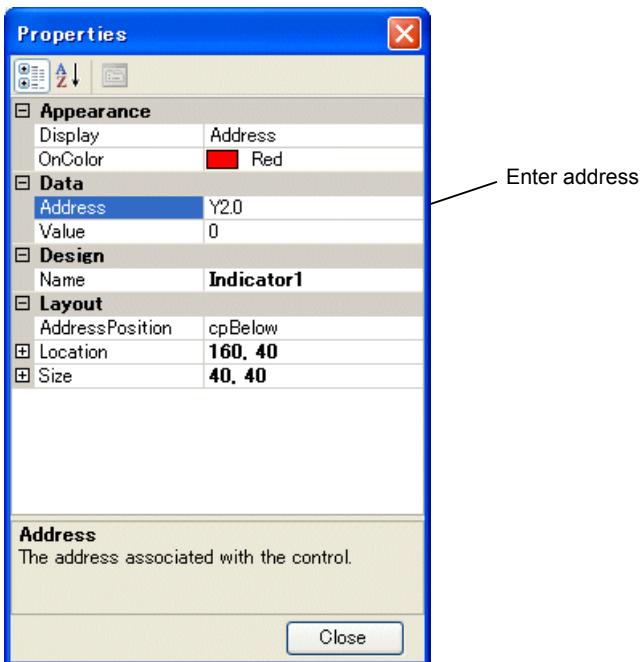 Properties
Appearance
Display Address
OnColor Red
Data
Address Y2.0
Value 0
Design
Name Indicator1
Layout
AddressPosition cpBelow
Location 160, 40
Size 40, 40
Address
The address associated with the control.
Close
Enter address